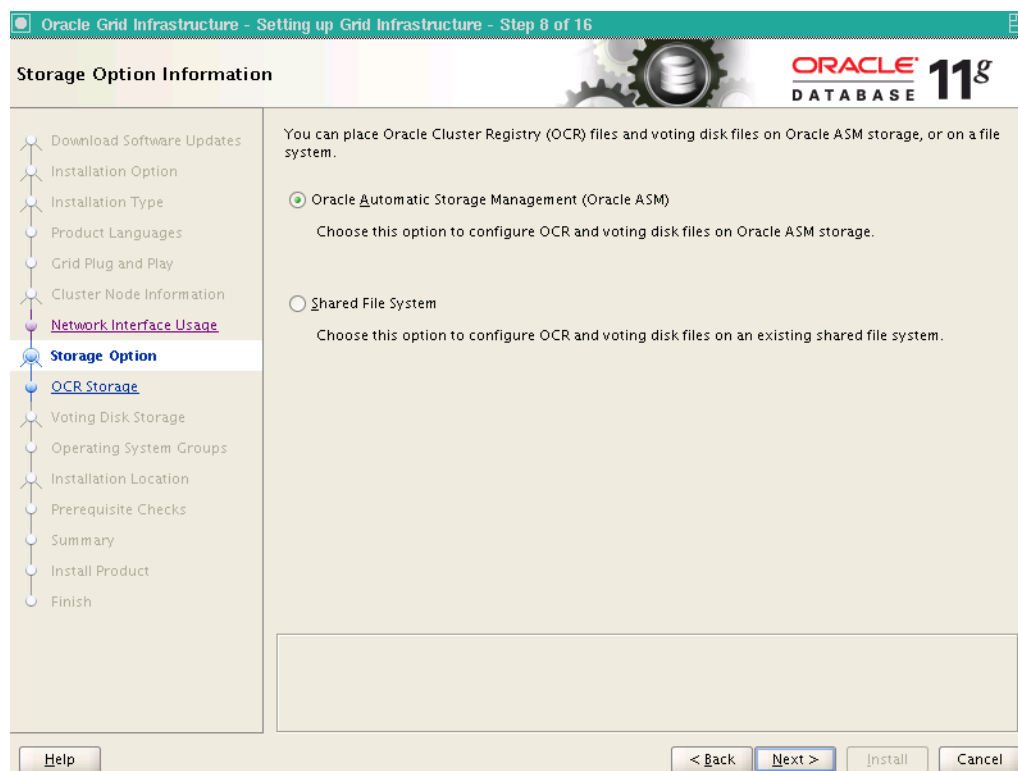 Oracle Grid Infrastructure - Setting up Grid Infrastructure - Step 8 of 16
Storage Option Information
ORACLE
DATABASE
11g
Download Software Updates
Installation Option
Installation Type
Product Languages
Grid Plug and Play
Cluster Node Information
Network Interface Usage
Storage Option
OCR Storage
Voting Disk Storage
Operating System Groups
Installation Location
Prerequisite Checks
Summary
Install Product
Finish
You can place Oracle Cluster Registry (OCR) files and voting disk files on Oracle ASM storage, or on a file
system.
Oracle Automatic Storage Management (Oracle ASM)
Choose this option to configure OCR and voting disk files on Oracle ASM storage.
Shared File System
Choose this option to configure OCR and voting disk files on an existing shared file system.
Help
< Back
Next >
Install
Cancel